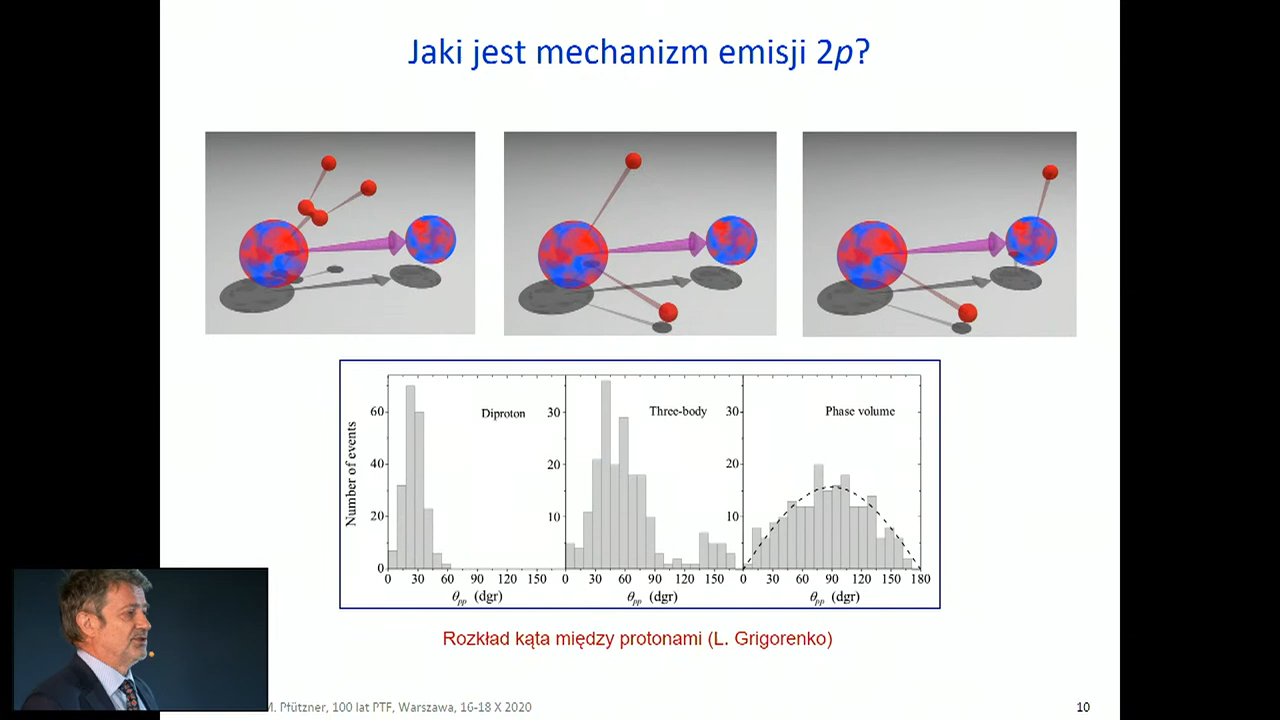 Jaki jest mechanizm emisji 2p?
Number of events
60
40
20
0
Diproton
0 30 60 90 120 150
θpp (dgr)
30
20
10
Three-body
0 30 60 90 120 150
θpp (dgr)
30
20
10
Phase volume
0 30 60 90 120 150 180
θpp (dgr)
Rozkład kąta między protonami (L. Grigorenko)
M. Pfützner, 100 lat PTF, Warszawa, 16-18 X 2020
10